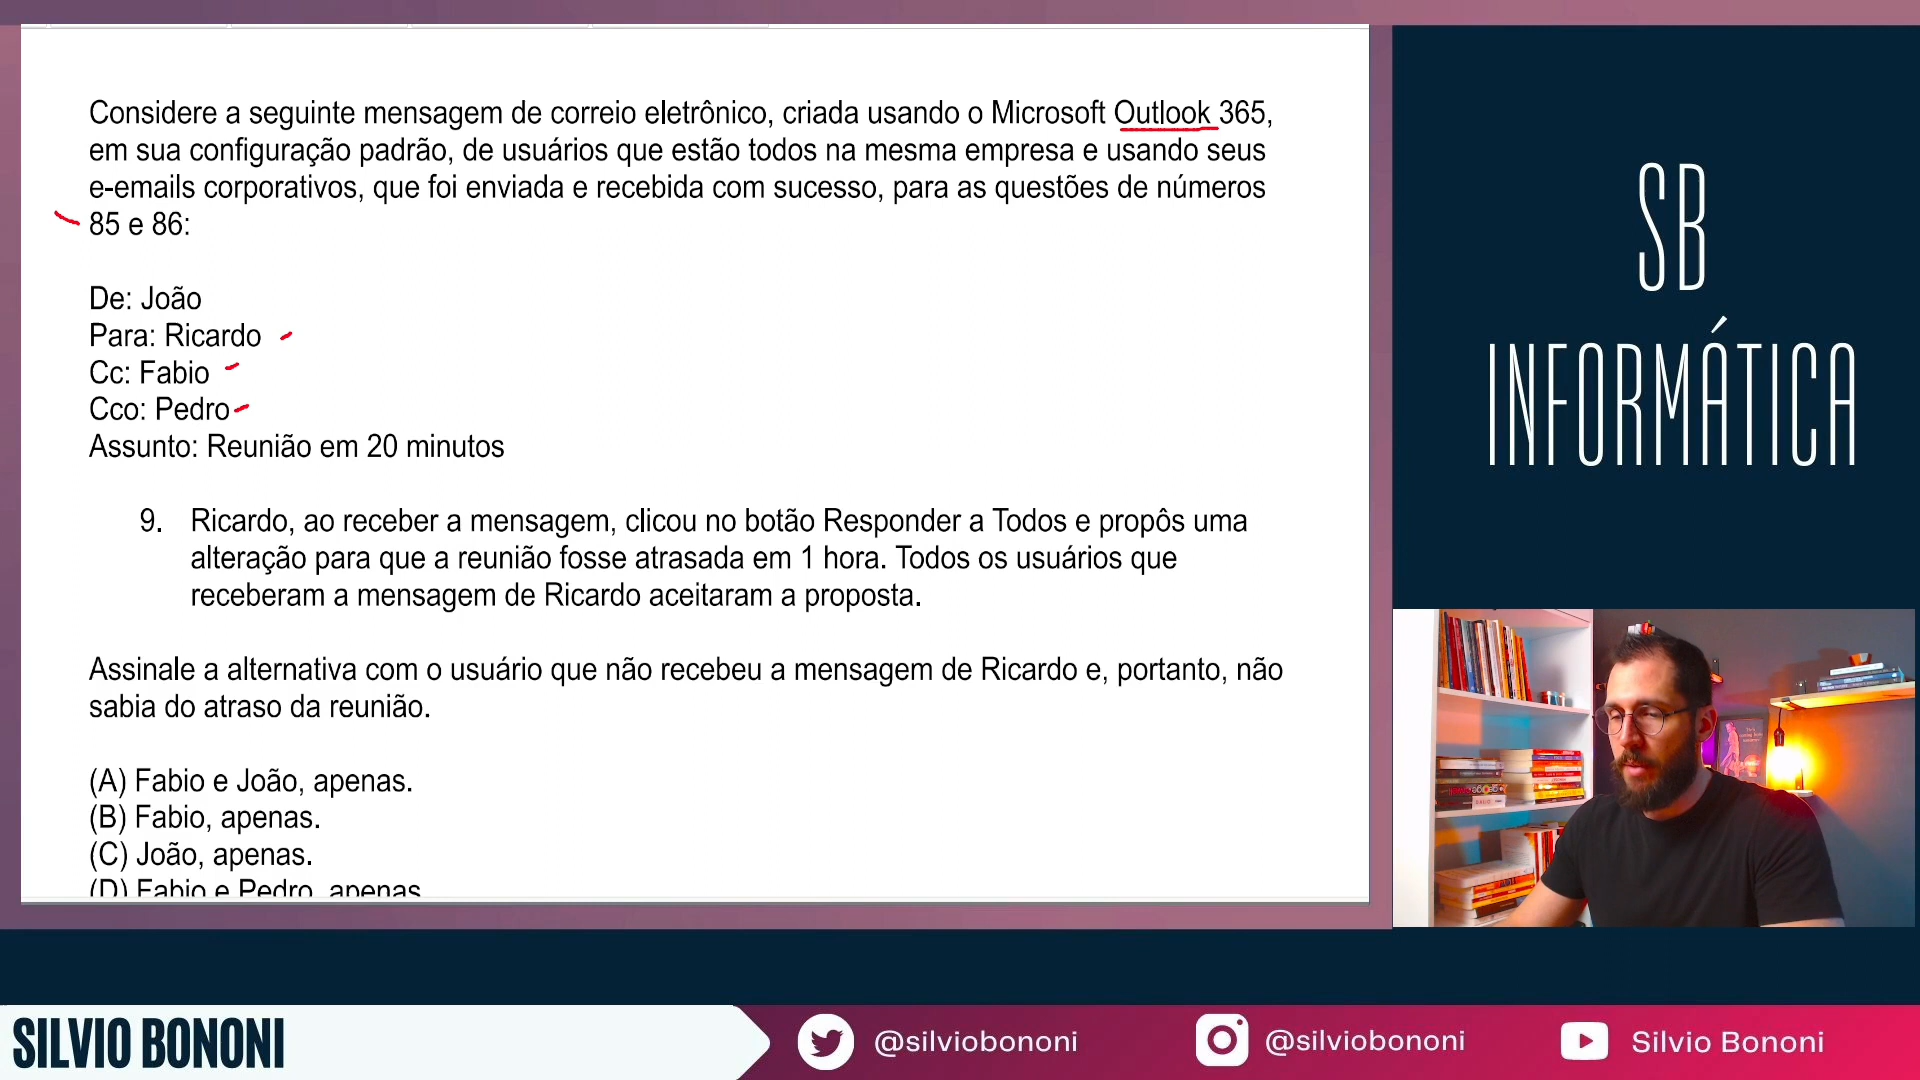 Considere a seguinte mensagem de correio eletrônico, criada usando o Microsoft Outlook 365,
em sua configuração padrão, de usuários que estão todos na mesma empresa e usando seus
e-emails corporativos, que foi enviada e recebida com sucesso, para as questões de números
85 e 86:
De: João
Para: Ricardo
Cc: Fabio
Cco: Pedro
Assunto: Reunião em 20 minutos
9. Ricardo, ao receber a mensagem, clicou no botão Responder a Todos e propôs uma
alteração para que a reunião fosse atrasada em 1 hora. Todos os usuários que
receberam a mensagem de Ricardo aceitaram a proposta.
Assinale a alternativa com o usuário que não recebeu a mensagem de Ricardo e, portanto, não
sabia do atraso da reunião.
(A) Fabio e João, apenas.
(B) Fabio, apenas.
(C) João, apenas.
(D) Fabio e Pedro, apenas
SB
INFORMÁTICA
SILVIO BONONI
@silviobononi
@silviobononi
Silvio Bononi